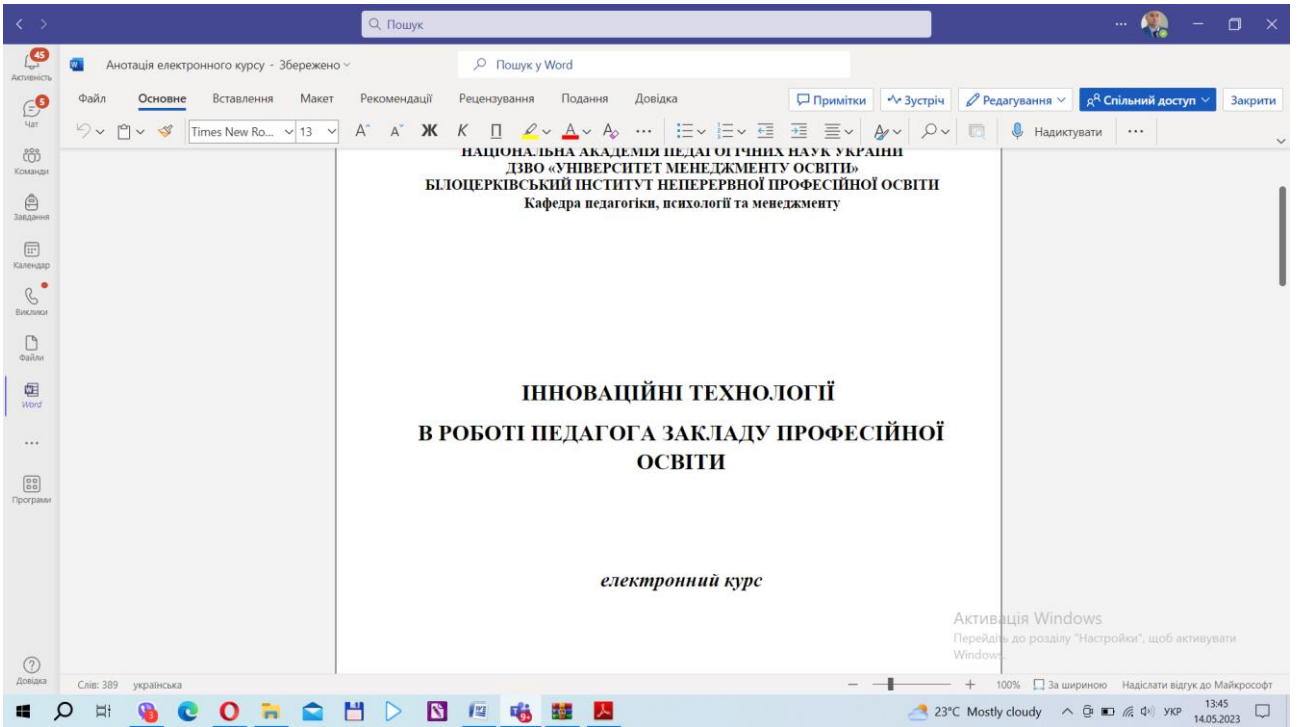 Пошук
45
Активність
Анотація електронного курсу - Збережено
Пошук у Word
5
Чат
Файл Основне Вставлення Макет Рекомендації Рецензування Подання Довідка Примітки Зустріч Редагування Спільний доступ Закрити
Times New Ro... 13 A A Ж К П A A Надиктувати
Команди
Завдання
Календар
Виклики
Файли
Word
Програми
Довідка
НАЦІОНАЛЬНА АКАДЕМІЯ ПЕДАГОГІЧНИХ НАУК УКРАЇНИ
ДЗВО «УНІВЕРСИТЕТ МЕНЕДЖМЕНТУ ОСВІТИ»
БІЛОЦЕРКІВСЬКИЙ ІНСТИТУТ НЕПЕРЕРВНОЇ ПРОФЕСІЙНОЇ ОСВІТИ
Кафедра педагогіки, психології та менеджменту
ІННОВАЦІЙНІ ТЕХНОЛОГІЇ
В РОБОТІ ПЕДАГОГА ЗАКЛАДУ ПРОФЕСІЙНОЇ
ОСВІТИ
електронний курс
Активація Windows
Перейдіть до розділу "Настройки", щоб активувати
Windows.
Слів: 389 українська 100% За шириною Надіслати відгук до Майкрософт
23°C Mostly cloudy УКР 13:45
14.05.2023